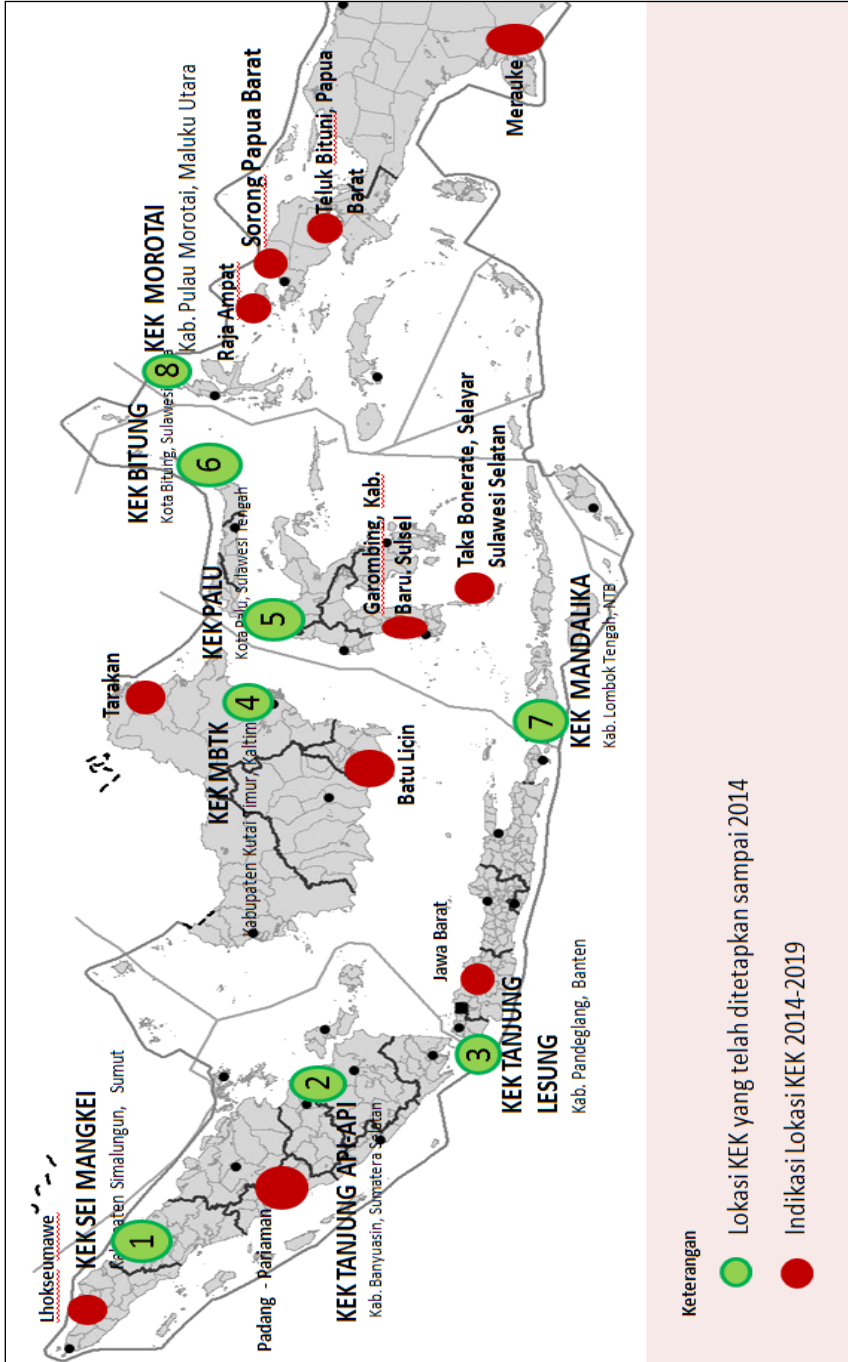 Lhokseumawe
KEK SEI MANGKEI
Kabupaten Simalungun, Sumut
1
Padang - Pariaman
2
KEK TANJUNG API-API
Kab. Banyuasin, Sumatera Selatan
3
KEK TANJUNG
LESUNG
Kab. Pandeglang, Banten
Jawa Barat
Tarakan
KEK MBTK
Kabupaten Kutai Timur, Kaltim
4
Batu Licin
KEK PALU
Kota Palu, Sulawesi Tengah
5
KEK BITUNG
Kota Bitung, Sulawesi
6
Garombing, Kab.
Baru. Sulsel
Taka Bonerate, Selayar
Sulawesi Selatan
7
KEK MANDALIKA
Kab. Lombok Tengah, NTB
8
KEK MOROTAI
Kab. Pulau Morotai, Maluku Utara
Raja Ampat
Sorong Papua Barat
Teluk Bituni, Papua
Barat
Merauke
Keterangan
Lokasi KEK yang telah ditetapkan sampai 2014
Indikasi Lokasi KEK 2014-2019